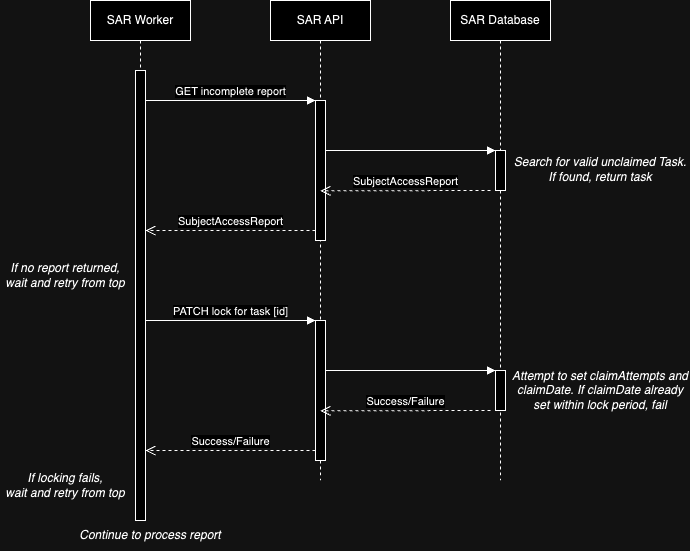 SAR Worker
SAR API
SAR Database
GET incomplete report
Search for valid unclaimed Task.
If found, return task
SubjectAccessReport
SubjectAccessReport
If no report returned,
wait and retry from top
PATCH lock for task [id]
Attempt to set claimAttempts and
claimDate. If claimDate already
set within lock period, fail
Success/Failure
Success/Failure
If locking fails,
wait and retry from top
Continue to process report